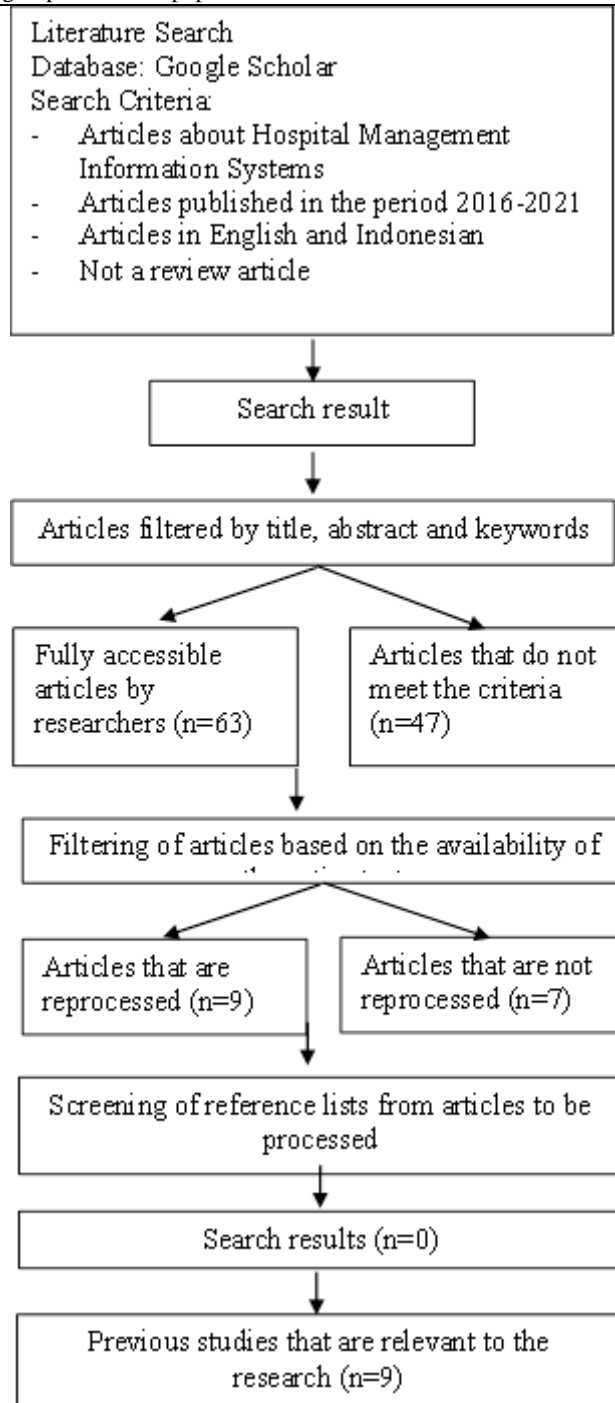 Literature Search
Database: Google Scholar
Search Criteria:
- Articles about Hospital Management
Information Systems
- Articles published in the period 2016-2021
- Articles in English and Indonesian
- Not a review article
Search result
Articles filtered by title, abstract and keywords
Fully accessible
articles by
researchers (n=63)
Articles that do not
meet the criteria
(n=47)
Filtering of articles based on the availability of
Articles that are
reprocessed (n=9)
Articles that are not
reprocessed (n=7)
Screening of reference lists from articles to be
processed
Search results (n=0)
Previous studies that are relevant to the
research (n=9)